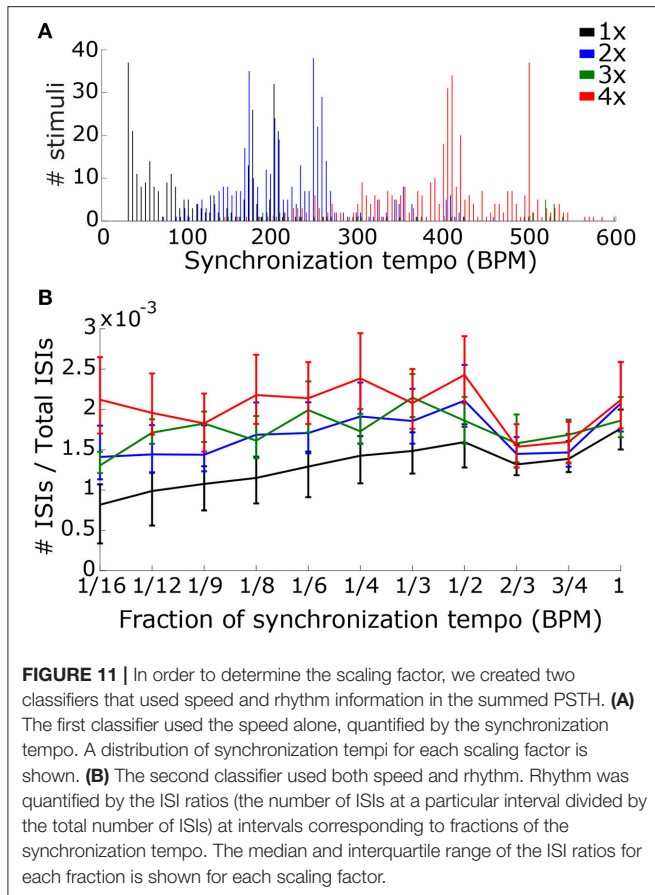 A
1x
2x
3x
4x
40
30
20
10
0
# stimuli
0 100 200 300 400 500 600
Synchronization tempo (BPM)
B
3 ×10⁻³
2.5
2
1.5
1
0.5
0
# ISIs / Total ISIs
1/16 1/12 1/9 1/8 1/6 1/4 1/3 1/2 2/3 3/4 1
Fraction of synchronization tempo (BPM)
FIGURE 11 | In order to determine the scaling factor, we created two
classifiers that used speed and rhythm information in the summed PSTH. (A)
The first classifier used the speed alone, quantified by the synchronization
tempo. A distribution of synchronization tempi for each scaling factor is
shown. (B) The second classifier used both speed and rhythm. Rhythm was
quantified by the ISI ratios (the number of ISIs at a particular interval divided by
the total number of ISIs) at intervals corresponding to fractions of the
synchronization tempo. The median and interquartile range of the ISI ratios for
each fraction is shown for each scaling factor.